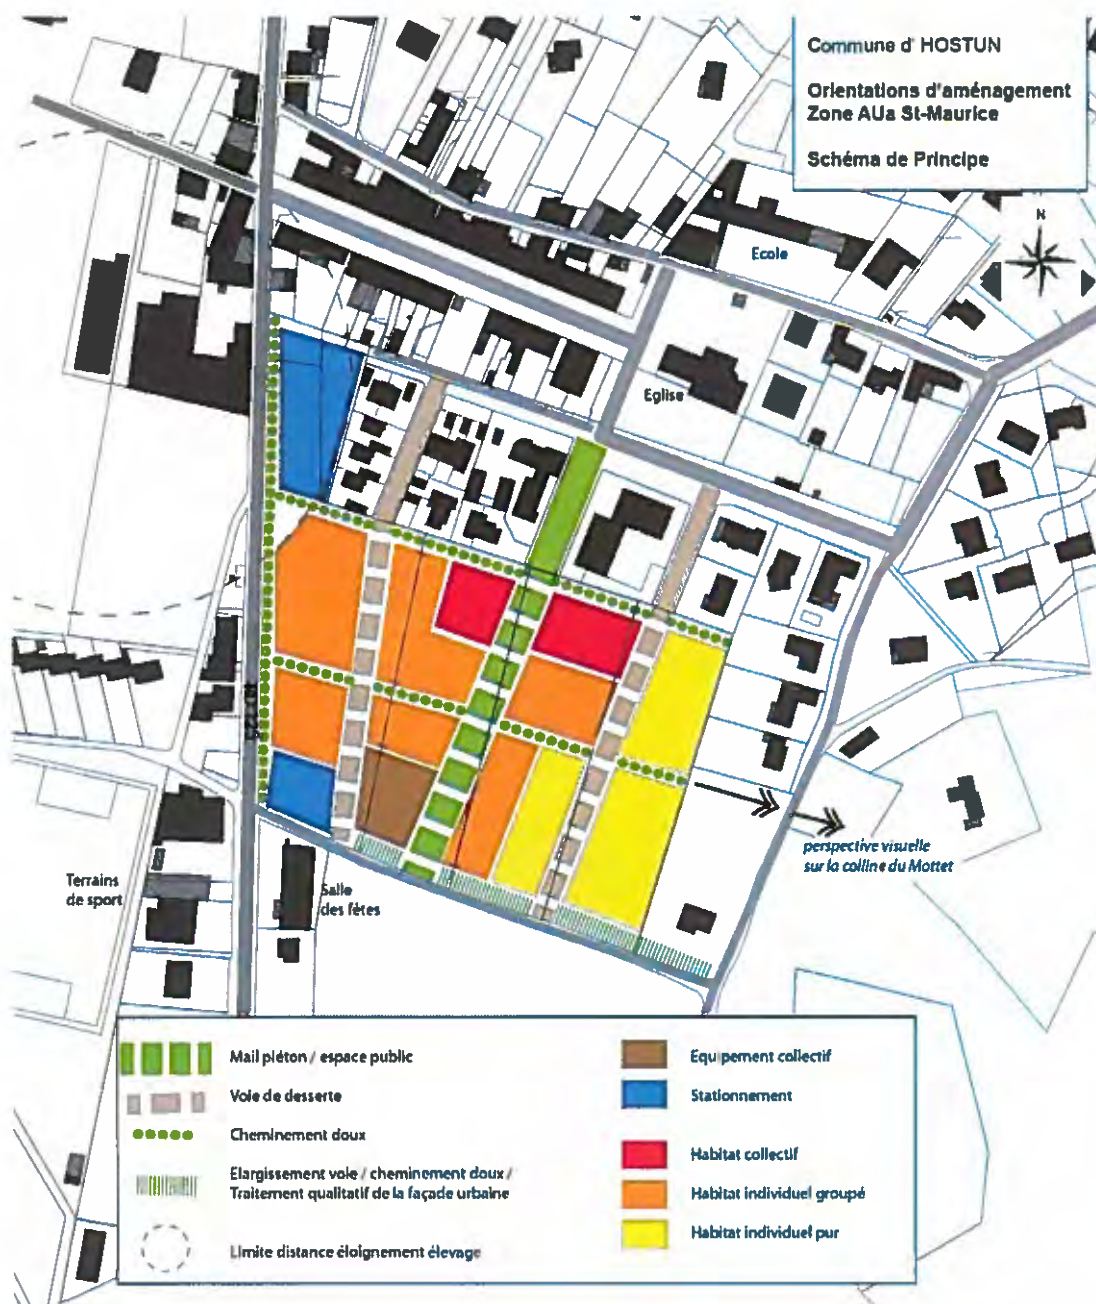 Commune d' HOSTUN
Orientations d'aménagement
Zone AUa St-Maurice
Schéma de Principe
N
Ecole
Eglise
perspective visuelle
sur la colline du Mottet
Terrains
de sport
Salle
des fêtes
Mail piéton / espace public
Voie de desserte
Cheminement doux
Elargissement voie / cheminement doux /
Traitement qualitatif de la façade urbaine
Limite distance éloignement élevage
Equipement collectif
Stationnement
Habitat collectif
Habitat individuel groupé
Habitat individuel pur